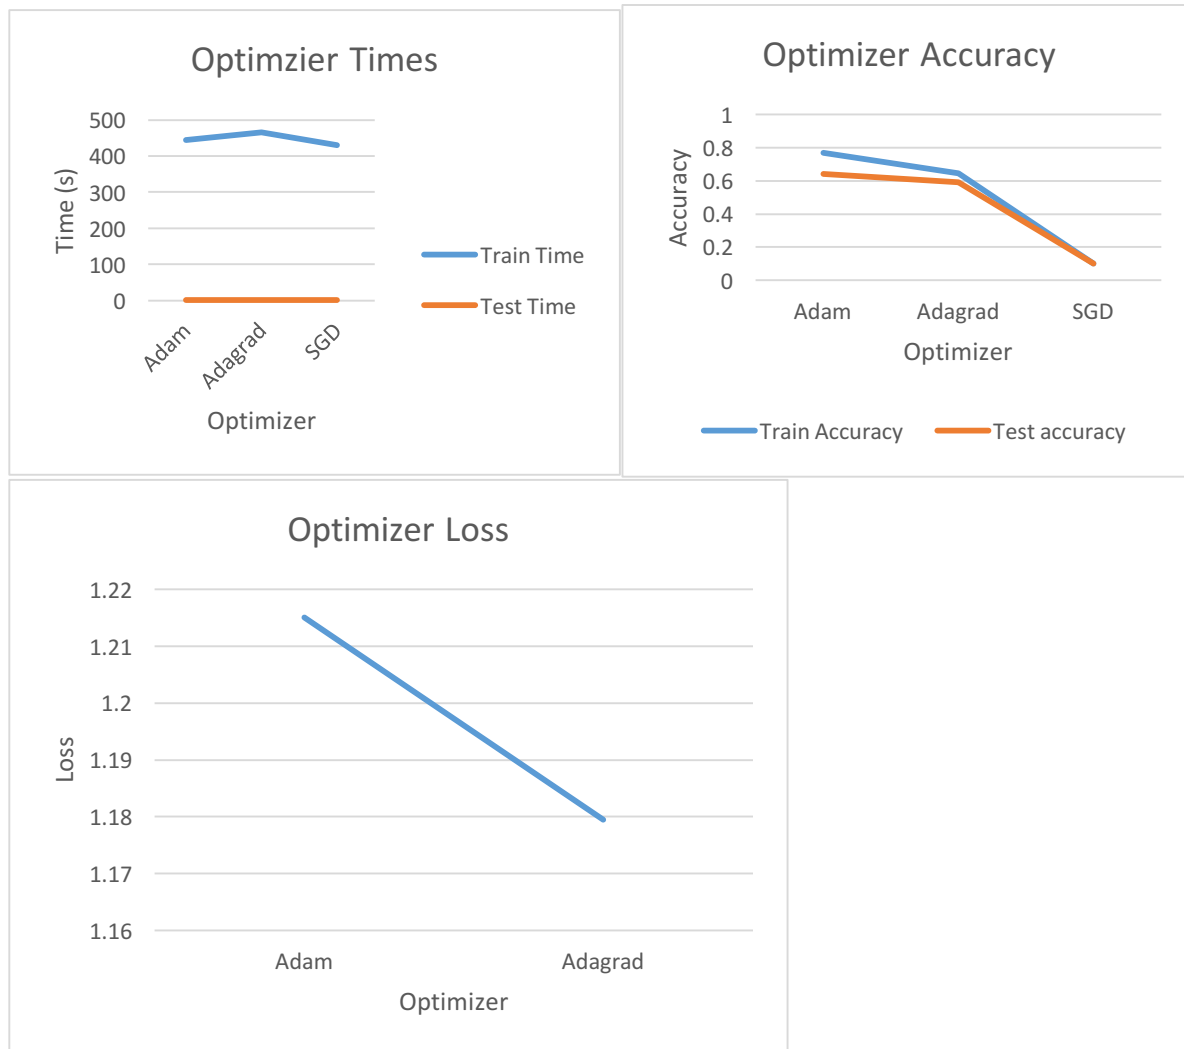 Optimzier Times
Time (s)
500
400
300
200
100
0
Adam
Adagrad
SGD
Optimizer
Train Time
Test Time
Optimizer Accuracy
Accuracy
1
0.8
0.6
0.4
0.2
0
Adam
Adagrad
SGD
Optimizer
Train Accuracy
Test accuracy
Optimizer Loss
Loss
1.22
1.21
1.2
1.19
1.18
1.17
1.16
Adam
Adagrad
Optimizer